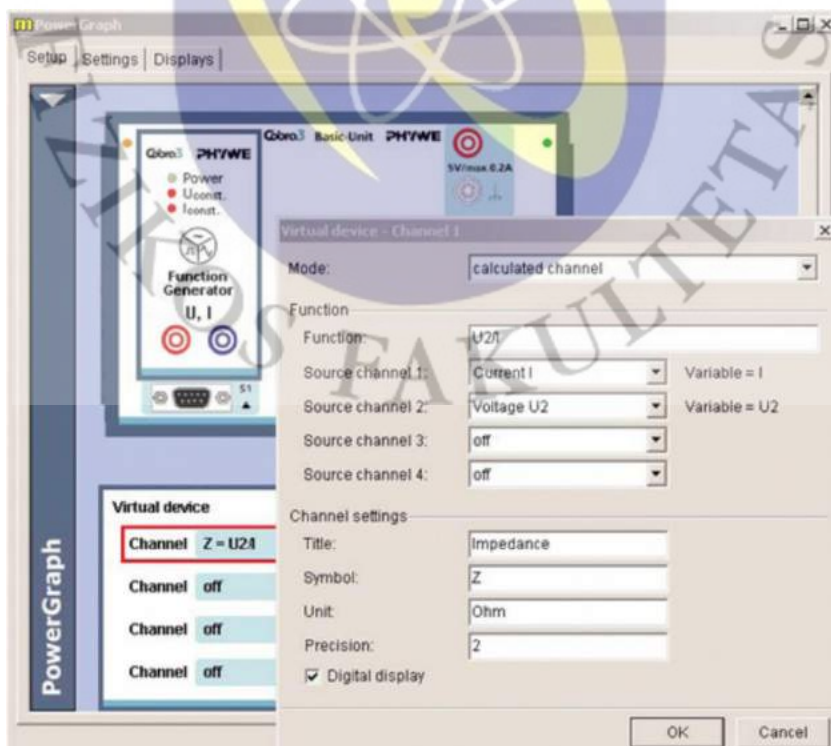 PowerGraph
Setup Settings Displays
Cobra3 Basic-Unit PHYWE
Cobra3 PHYWE
5V/max.0.2A
Power
Uconst.
Iconst.
Function
Generator
U, I
S1
Virtual device
Channel Z = U2/I
Channel off
Channel off
Channel off
PowerGraph
Virtual device - Channel 1
Mode: calculated channel
Function
Function: U2/I
Source channel 1: Current I Variable = I
Source channel 2: Voltage U2 Variable = U2
Source channel 3: off
Source channel 4: off
Channel settings
Title: Impedance
Symbol: Z
Unit: Ohm
Precision: 2
Digital display
OK Cancel
FIZIKOS FAKULTETAS